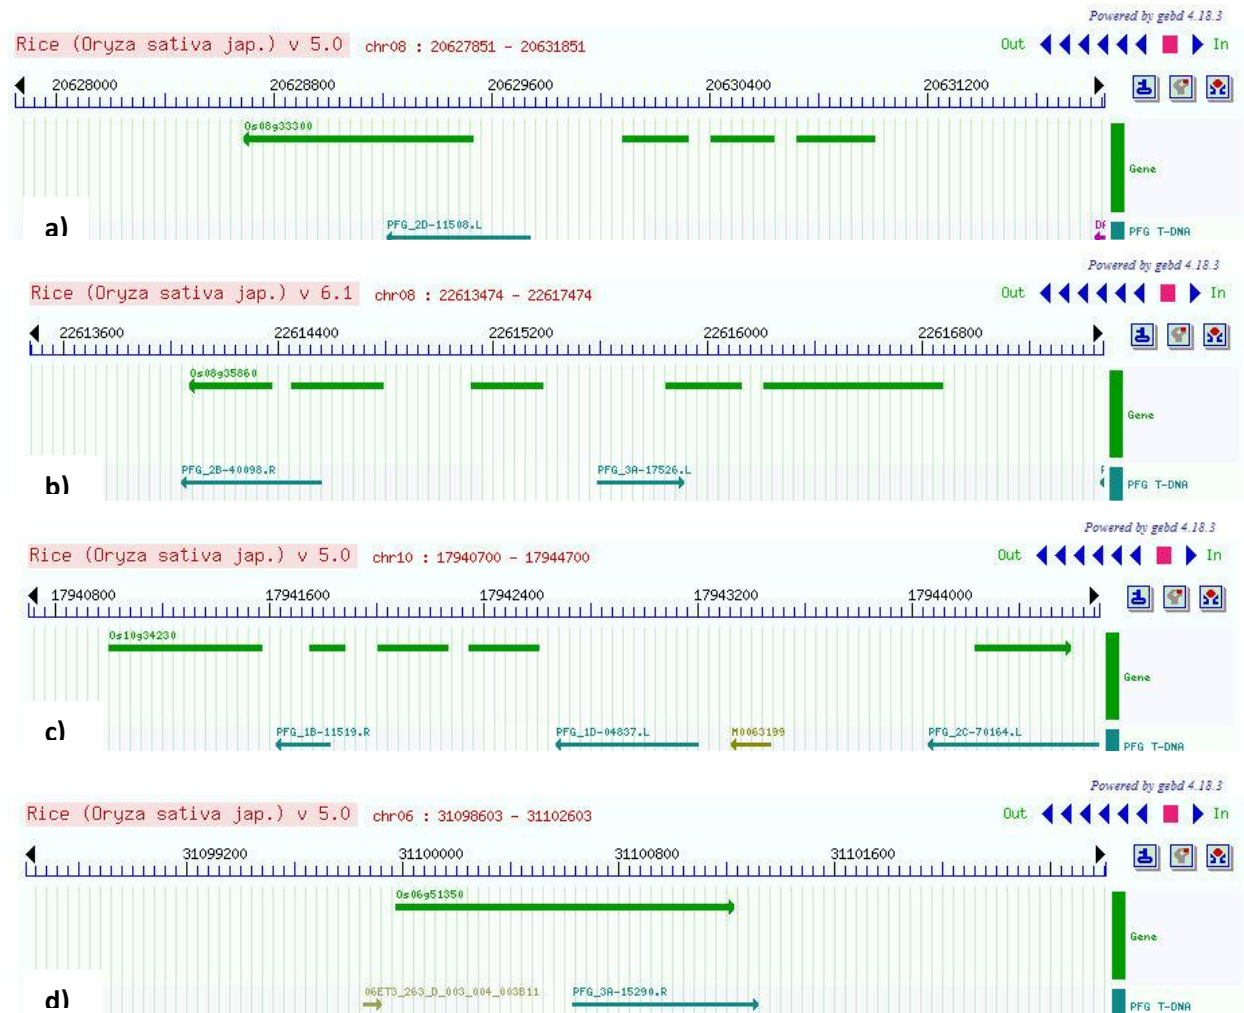 Powered by gebd 4.18.3
Rice (Oryza sativa jap.) v 5.0 chr08 : 20627851 - 20631851 Out In
20628000 20628800 20629600 20630400 20631200
Os08g33300
Gene
a) PFG_2D-11508.L
PFG T-DNA
Powered by gebd 4.18.3
Rice (Oryza sativa jap.) v 6.1 chr08 : 22613474 - 22617474 Out In
22613600 22614400 22615200 22616000 22616800
Os08g35860
Gene
b) PFG_2B-40098.R PFG_3A-17526.L
PFG T-DNA
Powered by gebd 4.18.3
Rice (Oryza sativa jap.) v 5.0 chr10 : 17940700 - 17944700 Out In
17940800 17941600 17942400 17943200 17944000
Os10g34230
Gene
c) PFG_1B-11519.R PFG_1D-04837.L M0063199 PFG_2C-70164.L
PFG T-DNA
Powered by gebd 4.18.3
Rice (Oryza sativa jap.) v 5.0 chr06 : 31098603 - 31102603 Out In
31099200 31100000 31100800 31101600
Os06g51350
Gene
d) 06ET3_263_D_003_004_003B11 PFG_3A-15290.R
PFG T-DNA